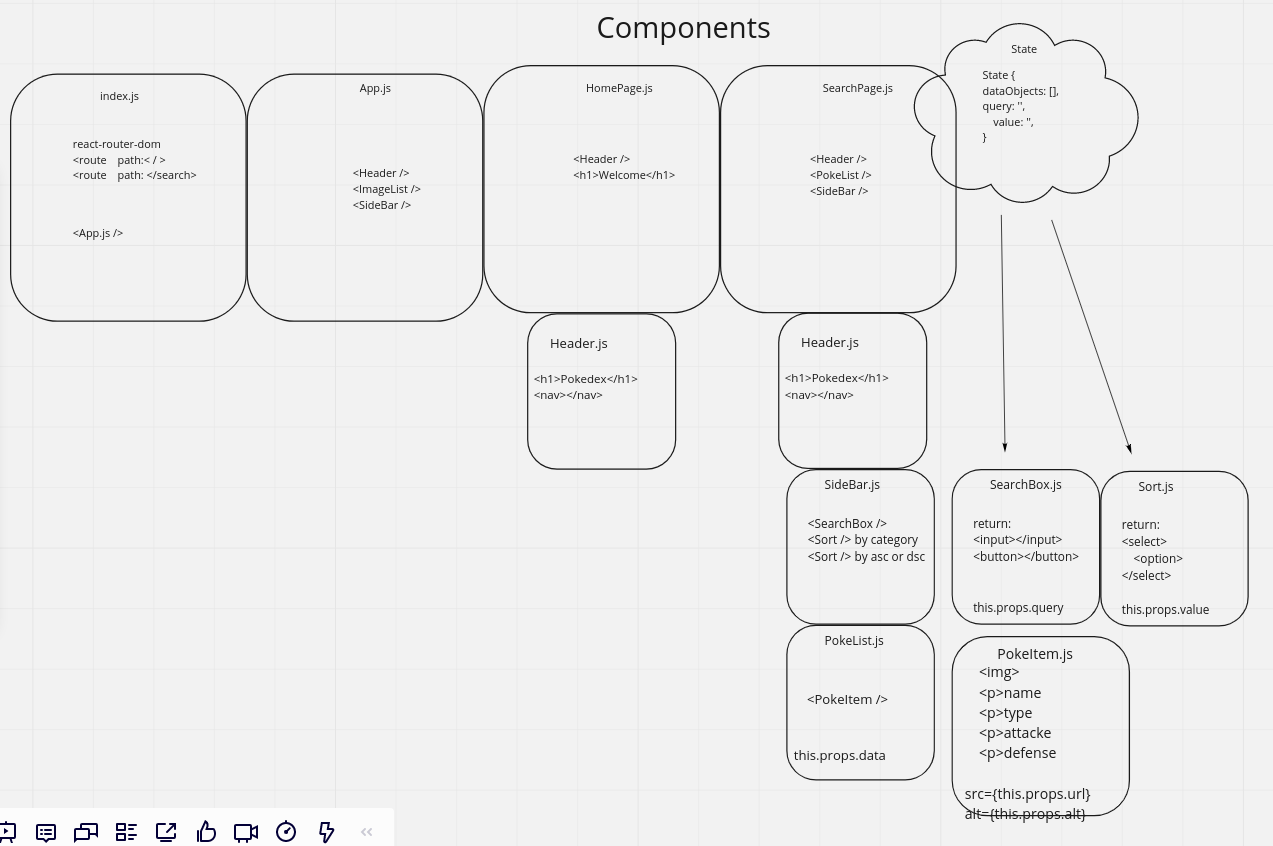 Components
index.js
react-router-dom
<route path:< / >
<route path: </search>
<App.js />
App.js
<Header />
<ImageList />
<SideBar />
HomePage.js
<Header />
<h1>Welcome</h1>
SearchPage.js
<Header />
<PokeList />
<SideBar />
State
State {
dataObjects: [],
query: '',
value: '',
}
Header.js
<h1>Pokedex</h1>
<nav></nav>
Header.js
<h1>Pokedex</h1>
<nav></nav>
SideBar.js
<SearchBox />
<Sort /> by category
<Sort /> by asc or dsc
SearchBox.js
return:
<input></input>
<button></button>
this.props.query
Sort.js
return:
<select>
<option>
</select>
this.props.value
PokeList.js
<PokeItem />
this.props.data
PokeItem.js
<img>
<p>name
<p>type
<p>attacke
<p>defense
src={this.props.url}
alt={this.props.alt}